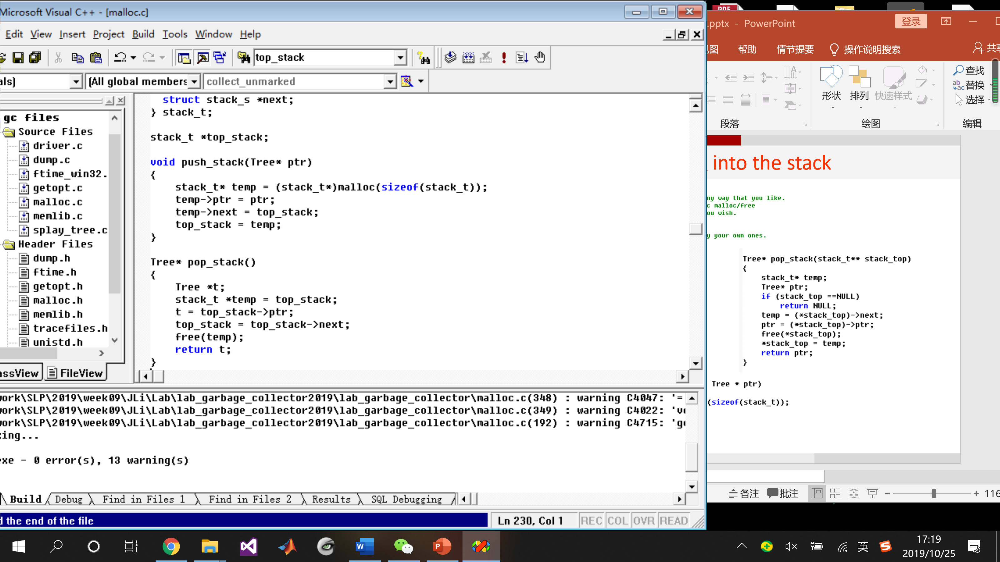 Microsoft Visual C++ - [malloc.c]
Edit View Insert Project Build Tools Window Help
top_stack
als)
(All global members
collect_unmarked
gc files
Source Files
driver.c
dump.c
ftime_win32.
getopt.c
malloc.c
memlib.c
splay_tree.c
Header Files
dump.h
ftime.h
getopt.h
malloc.h
memlib.h
tracefiles.h
unistd.h
assView
FileView
struct stack_s *next;
} stack_t;
stack_t *top_stack;
void push_stack(Tree* ptr)
{
stack_t* temp = (stack_t*)malloc(sizeof(stack_t));
temp->ptr = ptr;
temp->next = top_stack;
top_stack = temp;
}
Tree* pop_stack()
{
Tree *t;
stack_t *temp = top_stack;
t = top_stack->ptr;
top_stack = top_stack->next;
free(temp);
return t;
}
work\SLP\2019\week09\JLi\Lab\lab_garbage_collector2019\lab_garbage_collector\malloc.c(348) : warning C4047: '=
work\SLP\2019\week09\JLi\Lab\lab_garbage_collector2019\lab_garbage_collector\malloc.c(349) : warning C4022: 'vo
work\SLP\2019\week09\JLi\Lab\lab_garbage_collector2019\lab_garbage_collector\malloc.c(192) : warning C4715: 'ge
king...
exe - 0 error(s), 13 warning(s)
Build Debug Find in Files 1 Find in Files 2 Results SQL Debugging
d the end of the file
Ln 230, Col 1
REC COL OVR READ
PDF
.pptx - PowerPoint
登录
图 帮助 情节提要 操作说明搜索
共享
形状 排列 快速样式
查找
替换
选择
段落 绘图 编辑
into the stack
ny way that you like.
c malloc/free
ou wish.
y your own ones.
Tree* pop_stack(stack_t** stack_top)
{
stack_t* temp;
Tree* ptr;
if (stack_top ==NULL)
return NULL;
temp = (*stack_top)->next;
ptr = (*stack_top)->ptr;
free(*stack_top);
*stack_top = temp;
return ptr;
}
Tree * ptr)
(sizeof(stack_t));
备注 批注
116
英
17:19
2019/10/25